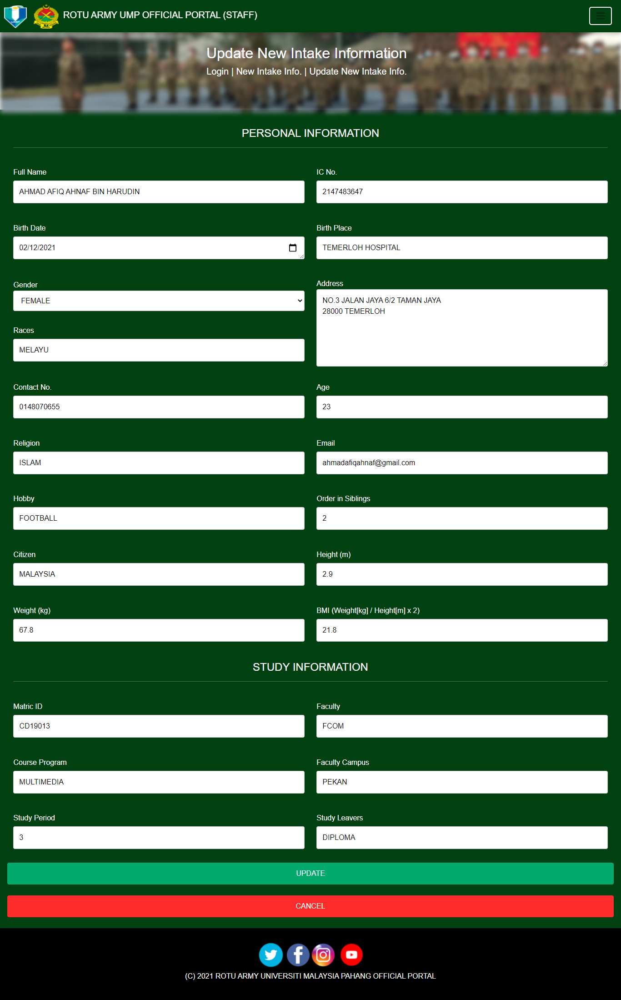 UMP
ROTU ARMY UMP OFFICIAL PORTAL (STAFF)
Update New Intake Information
Login | New Intake Info. | Update New Intake Info.
PERSONAL INFORMATION
Full Name
IC No.
AHMAD AFIQ AHNAF BIN HARUDIN
2147483647
Birth Date
Birth Place
02/12/2021
TEMERLOH HOSPITAL
Gender
Address
FEMALE
NO.3 JALAN JAYA 6/2 TAMAN JAYA
28000 TEMERLOH
Races
MELAYU
Contact No.
Age
0148070655
23
Religion
Email
ISLAM
ahmadafiqahnaf@gmail.com
Hobby
Order in Siblings
FOOTBALL
2
Citizen
Height (m)
MALAYSIA
2.9
Weight (kg)
BMI (Weight[kg] / Height[m] x 2)
67.8
21.8
STUDY INFORMATION
Matric ID
Faculty
CD19013
FCOM
Course Program
Faculty Campus
MULTIMEDIA
PEKAN
Study Period
Study Leavers
3
DIPLOMA
UPDATE
CANCEL
(C) 2021 ROTU ARMY UNIVERSITI MALAYSIA PAHANG OFFICIAL PORTAL